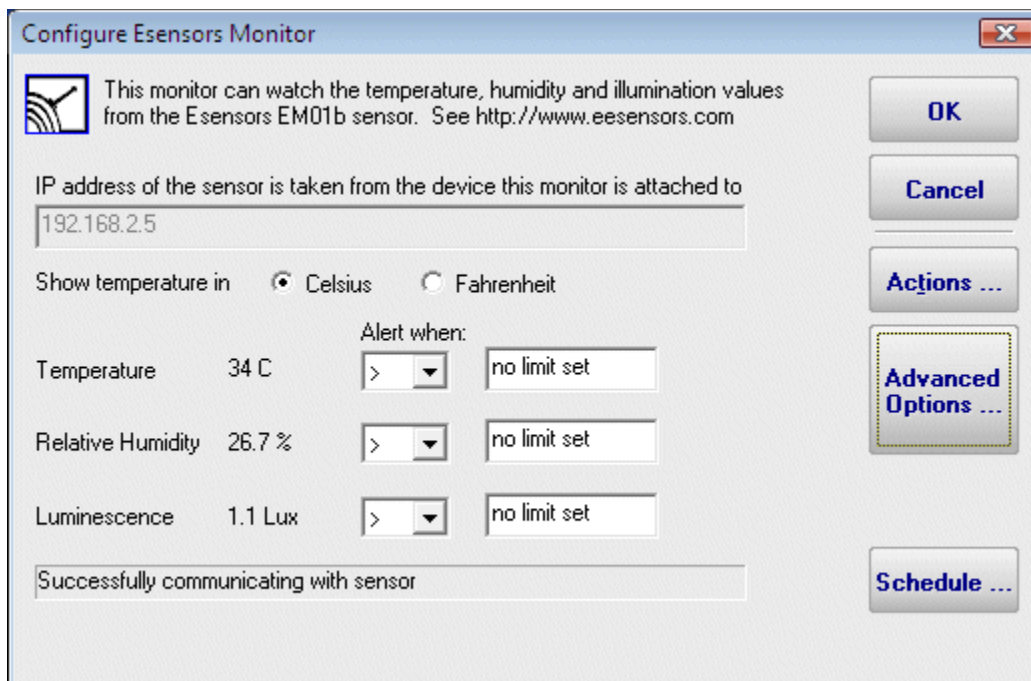 Configure Esensors Monitor
This monitor can watch the temperature, humidity and illumination values
from the Esensors EM01b sensor.  See http://www.eesensors.com
OK
IP address of the sensor is taken from the device this monitor is attached to
Cancel
192.168.2.5
Show temperature in Celsius Fahrenheit
Actions ...
Alert when:
Temperature 34 C > no limit set
Advanced
Options ...
Relative Humidity 26.7 % > no limit set
Luminescence 1.1 Lux > no limit set
Successfully communicating with sensor
Schedule ...